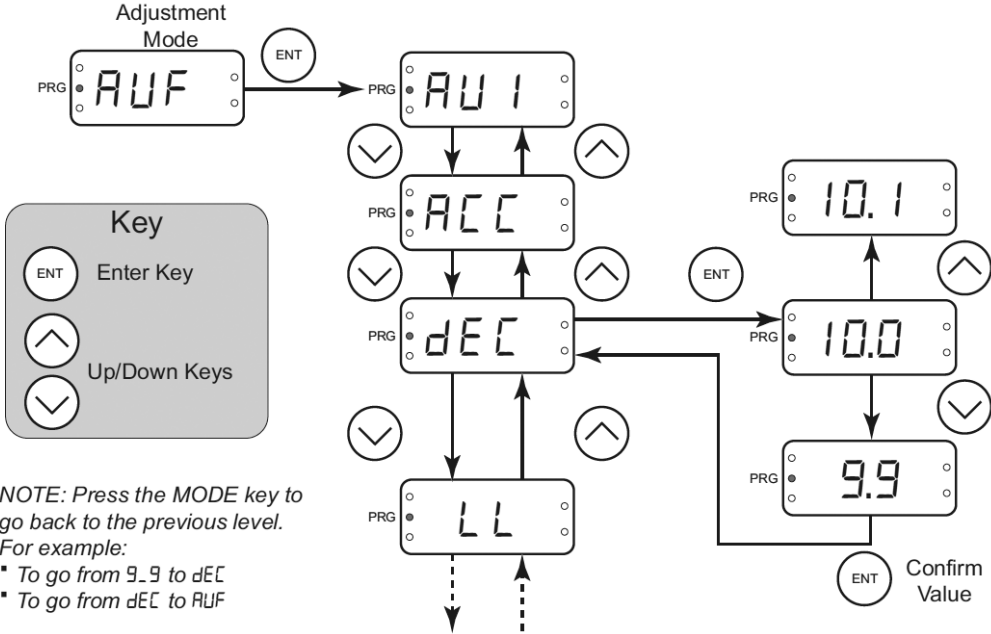 Adjustment
Mode
ENT
PRG
AUF
PRG
AU1
PRG
ACC
PRG
10.1
Key
ENT
Enter Key
ENT
PRG
dEC
PRG
10.0
Up/Down Keys
PRG
9.9
NOTE: Press the MODE key to
go back to the previous level.
For example:
▪ To go from 9_9 to dEC
▪ To go from dEC to AUF
PRG
LL
ENT
Confirm
Value